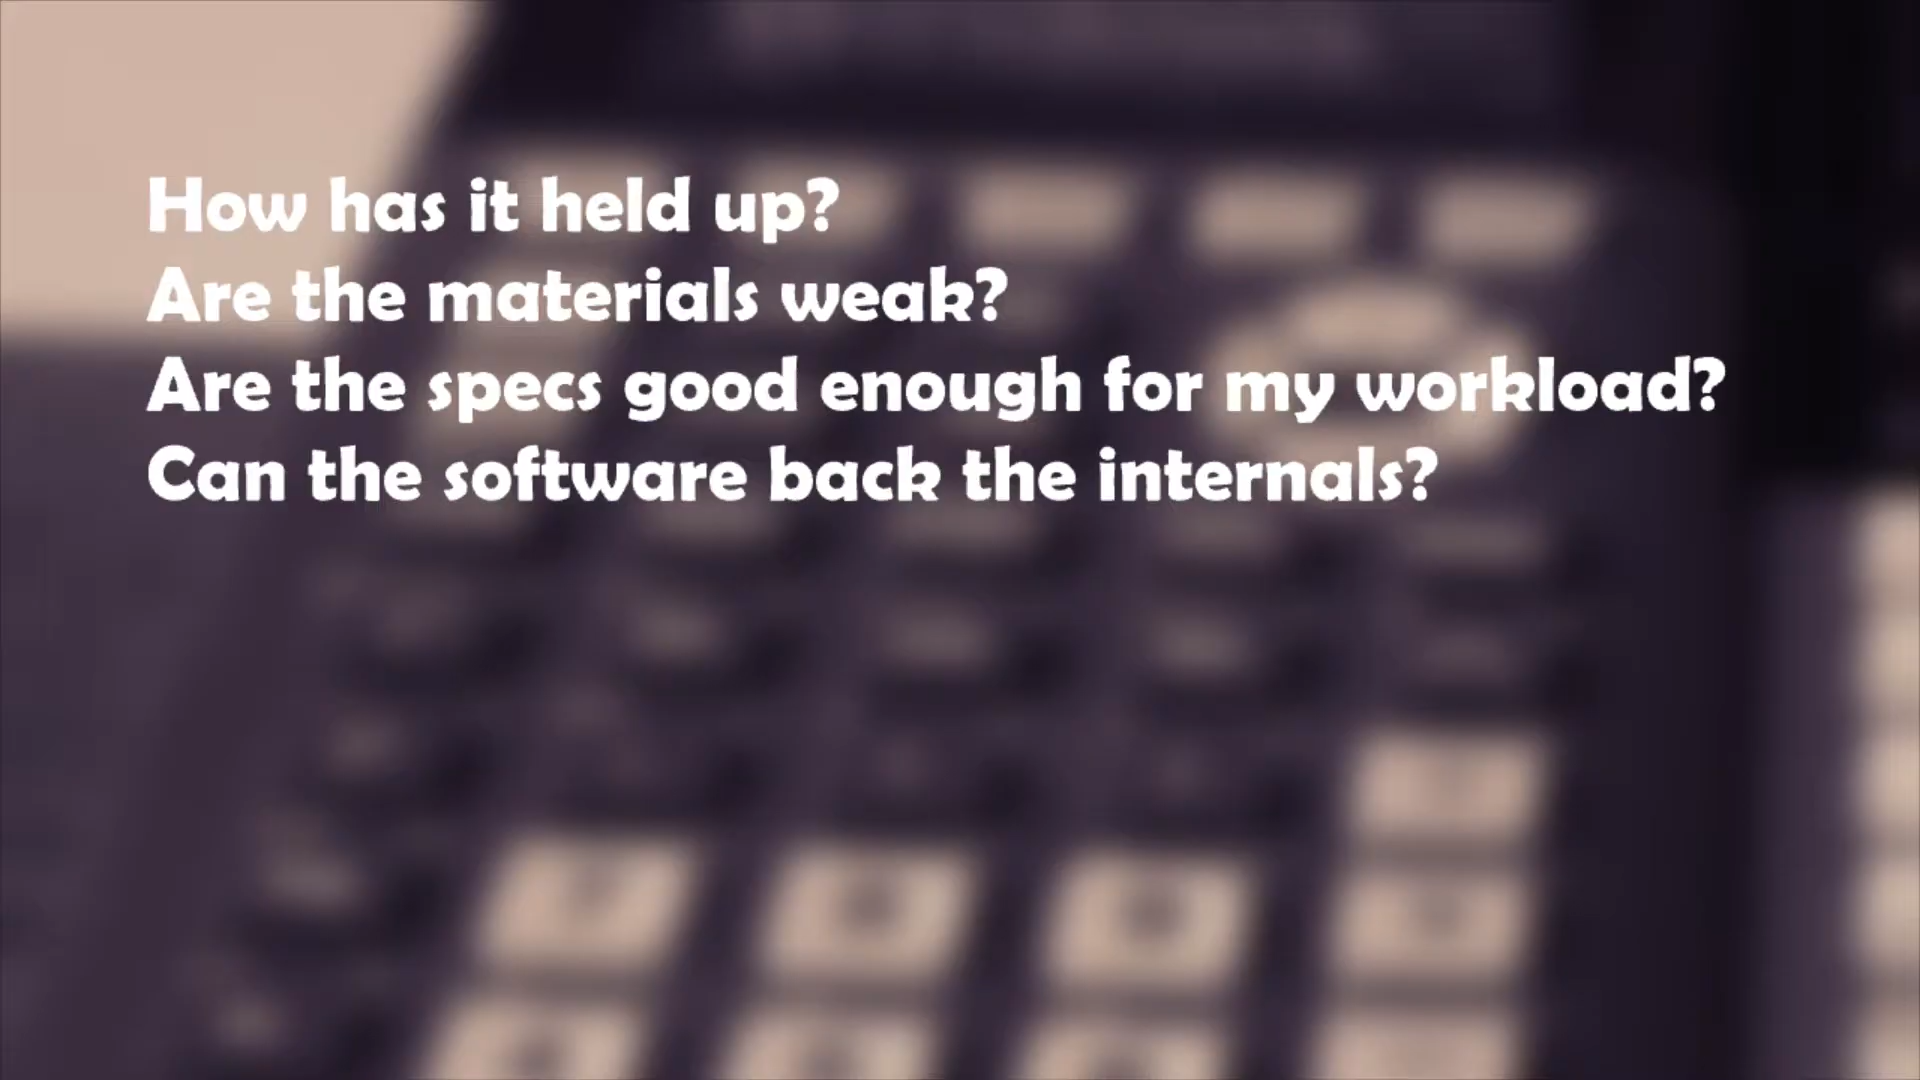 How has it held up?
Are the materials weak?
Are the specs good enough for my workload?
Can the software back the internals?